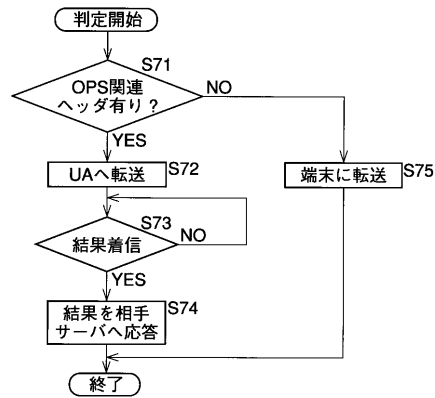 判定開始
S71
OPS関連
ヘッダ有り？
NO
YES
UAへ転送
S72
端末に転送
S75
S73
結果着信
NO
YES
S74
結果を相手
サーバへ応答
終了